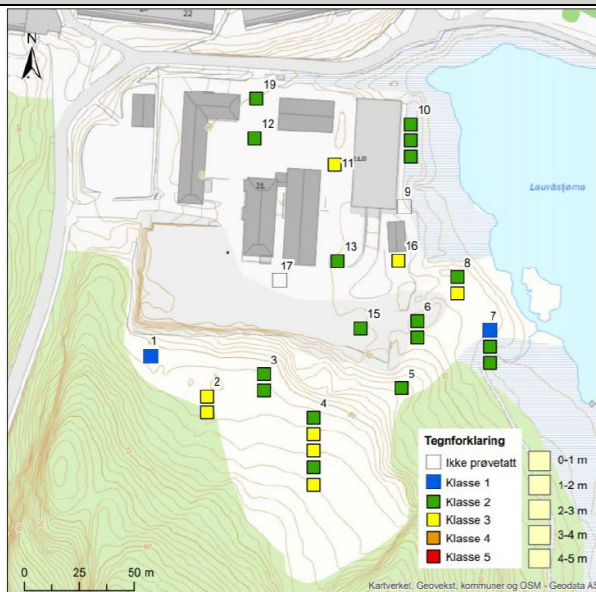 22
N
19
10
12
11
Lauvåstjørna
9
13
16
17
8
15
6
7
1
3
5
2
4
Tegnforklaring
Ikke prøvetatt
Klasse 1
Klasse 2
Klasse 3
Klasse 4
Klasse 5
0-1 m
1-2 m
2-3 m
3-4 m
4-5 m
0 25 50 m
Kartverket, Geovekst, kommuner og OSM - Geodata AS